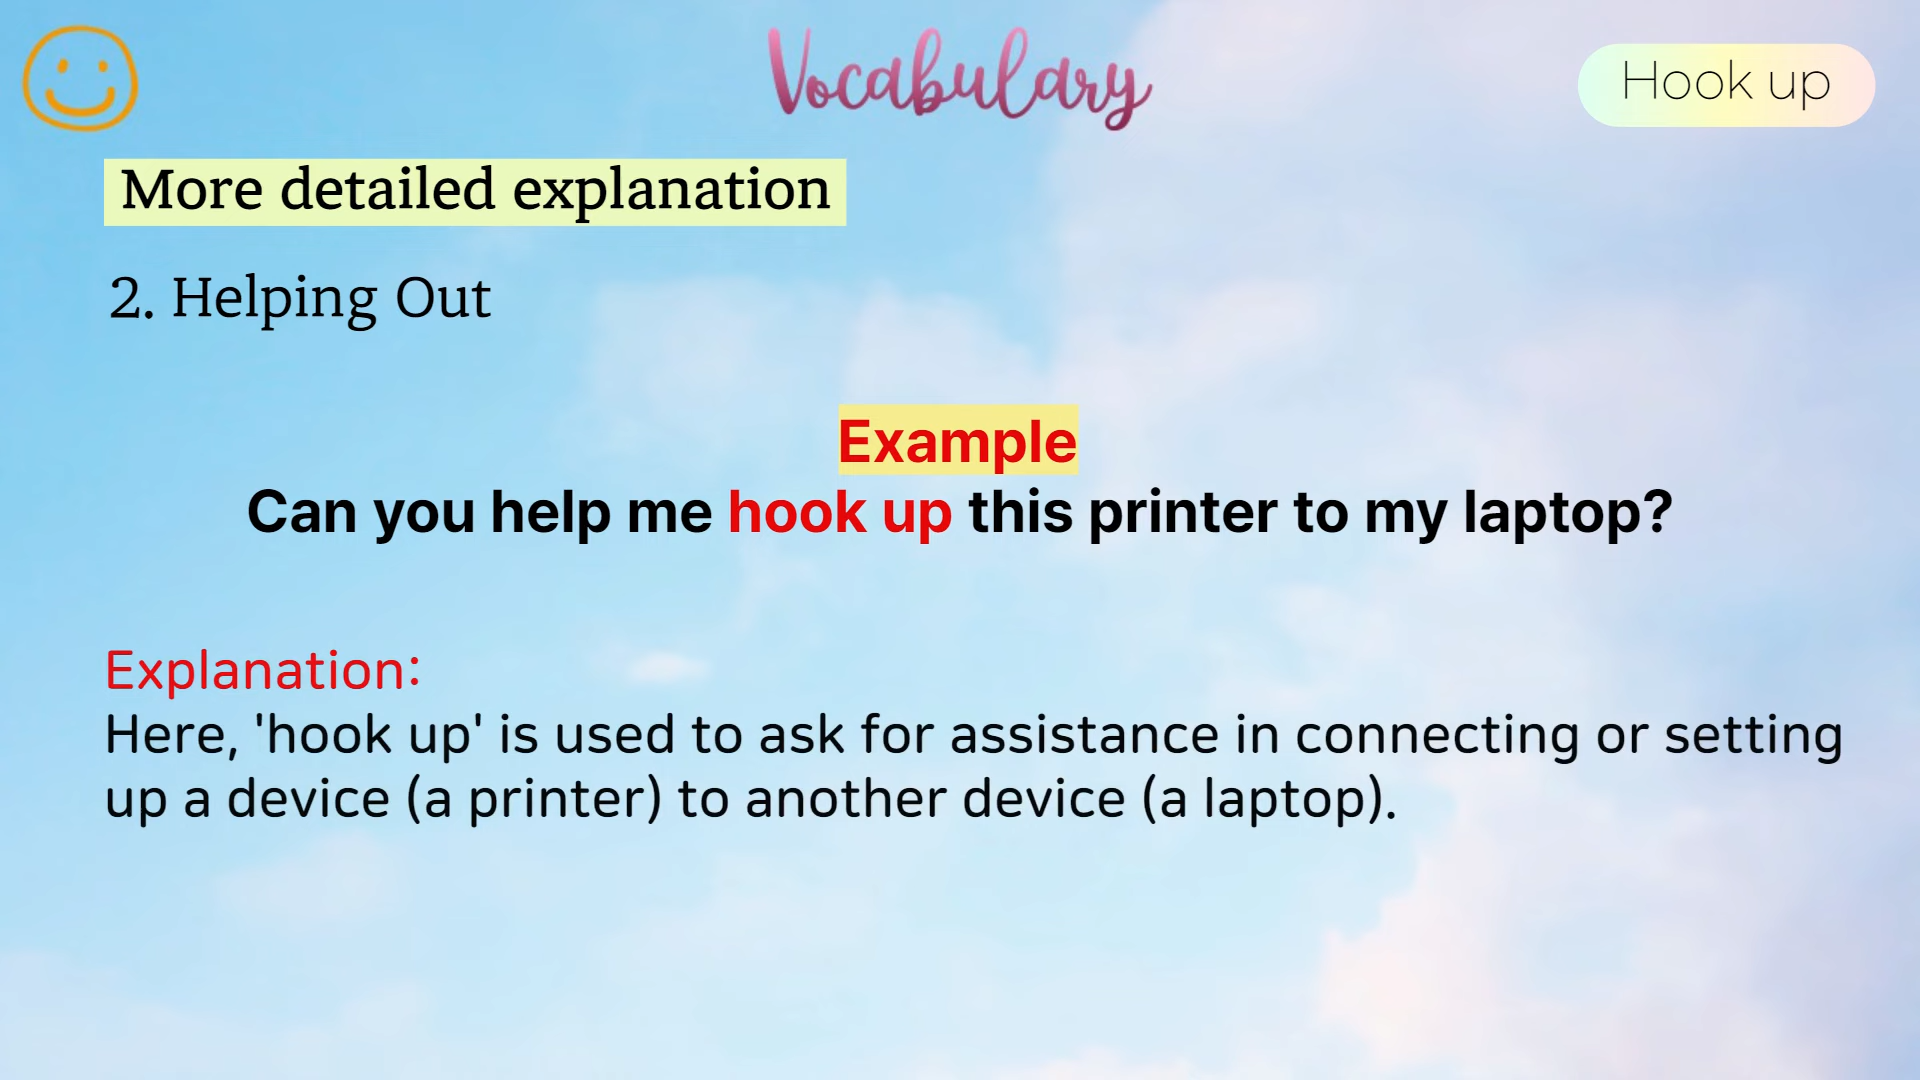 Vocabulary
Hook up
More detailed explanation
2. Helping Out
Example
Can you help me hook up this printer to my laptop?
Explanation:
Here, 'hook up' is used to ask for assistance in connecting or setting
up a device (a printer) to another device (a laptop).